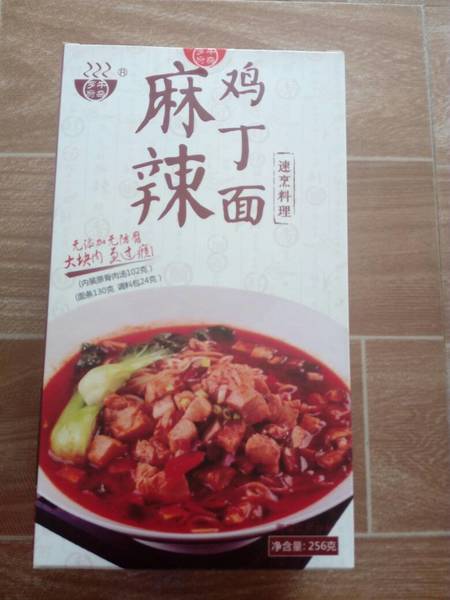 ®
麻辣
鸡丁面
速烹料理
无添加无防腐
大块肉 更过瘾!
(内装原骨肉汤102克)
(面条130克 调料包24克)
净含量: 256克